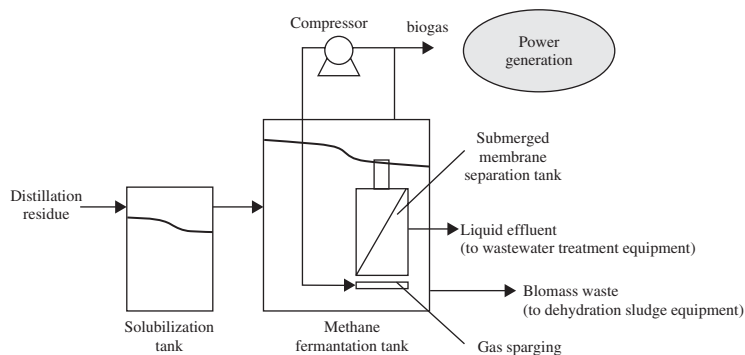 Compressor
biogas
Power
generation
Submerged
membrane
separation tank
Distillation
residue
Liquid effluent
(to wastewater treatment equipment)
Blomass waste
(to dehydration sludge equipment)
Solubilization
tank
Methane
fermantation tank
Gas sparging